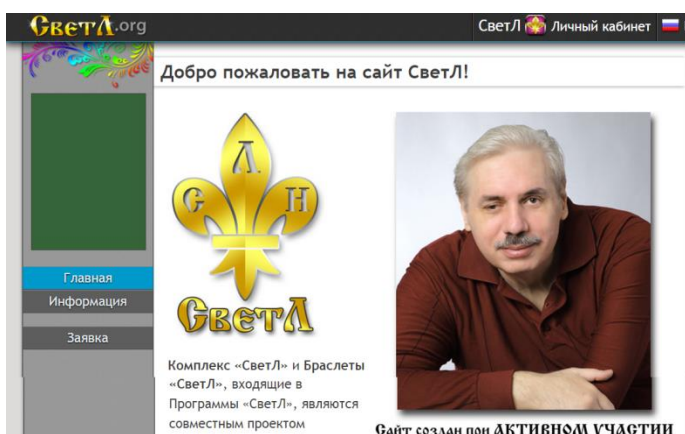 СветЛ.org
СветЛ Личный кабинет
Добро пожаловать на сайт СветЛ!
С Л Н
СветЛ
Главная
Информация
Заявка
Комплекс «СветЛ» и Браслеты
«СветЛ», входящие в
Программы «СветЛ», являются
совместным проектом
Сайт создан при АКТИВНОМ УЧАСТИИ